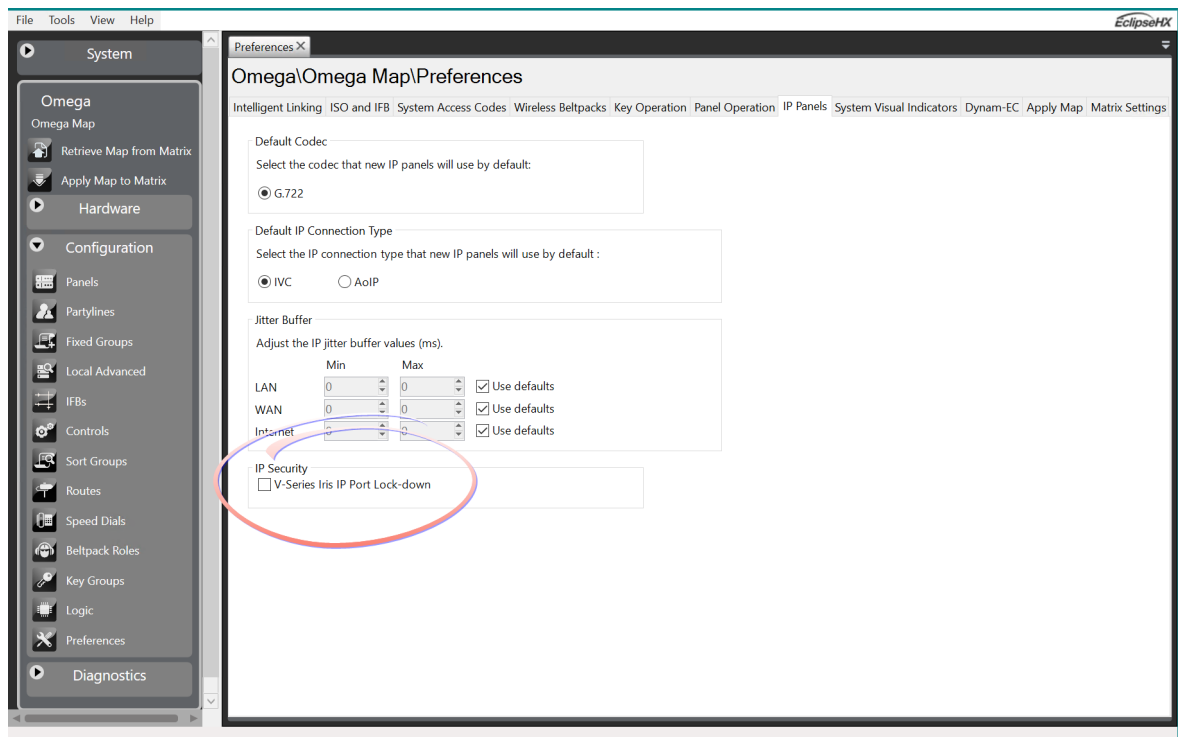 File Tools View Help
EclipseHX
System
Omega
Omega Map
Retrieve Map from Matrix
Apply Map to Matrix
Hardware
Configuration
Panels
Partylines
Fixed Groups
Local Advanced
IFBs
Controls
Sort Groups
Routes
Speed Dials
Beltpack Roles
Key Groups
Logic
Preferences
Diagnostics
Preferences
Omega\Omega Map\Preferences
Intelligent Linking ISO and IFB System Access Codes Wireless Beltpacks Key Operation Panel Operation IP Panels System Visual Indicators Dynam-EC Apply Map Matrix Settings
Default Codec
Select the codec that new IP panels will use by default:
G.722
Default IP Connection Type
Select the IP connection type that new IP panels will use by default :
IVC AoIP
Jitter Buffer
Adjust the IP jitter buffer values (ms).
Min Max
LAN 0 0 Use defaults
WAN 0 0 Use defaults
Internet 0 0 Use defaults
IP Security
V-Series Iris IP Port Lock-down